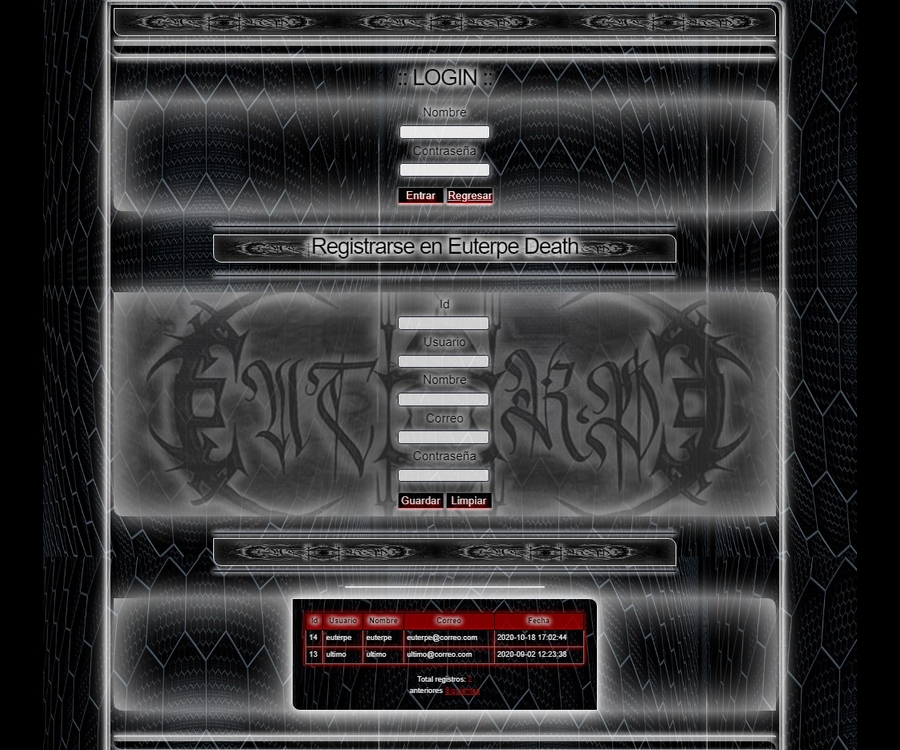 :: LOGIN ::
Nombre
Contraseña
Entrar Regresar
Registrarse en Euterpe Death
EUTERPE
Id
Usuario
Nombre
Correo
Contraseña
Guardar Limpiar
Id Usuario Nombre Correo Fecha
14 euterpe euterpe euterpe@correo.com 2020-10-18 17:02:44
13 ultimo ultimo ultimo@correo.com 2020-09-02 12:23:38
Total registros:
anteriores